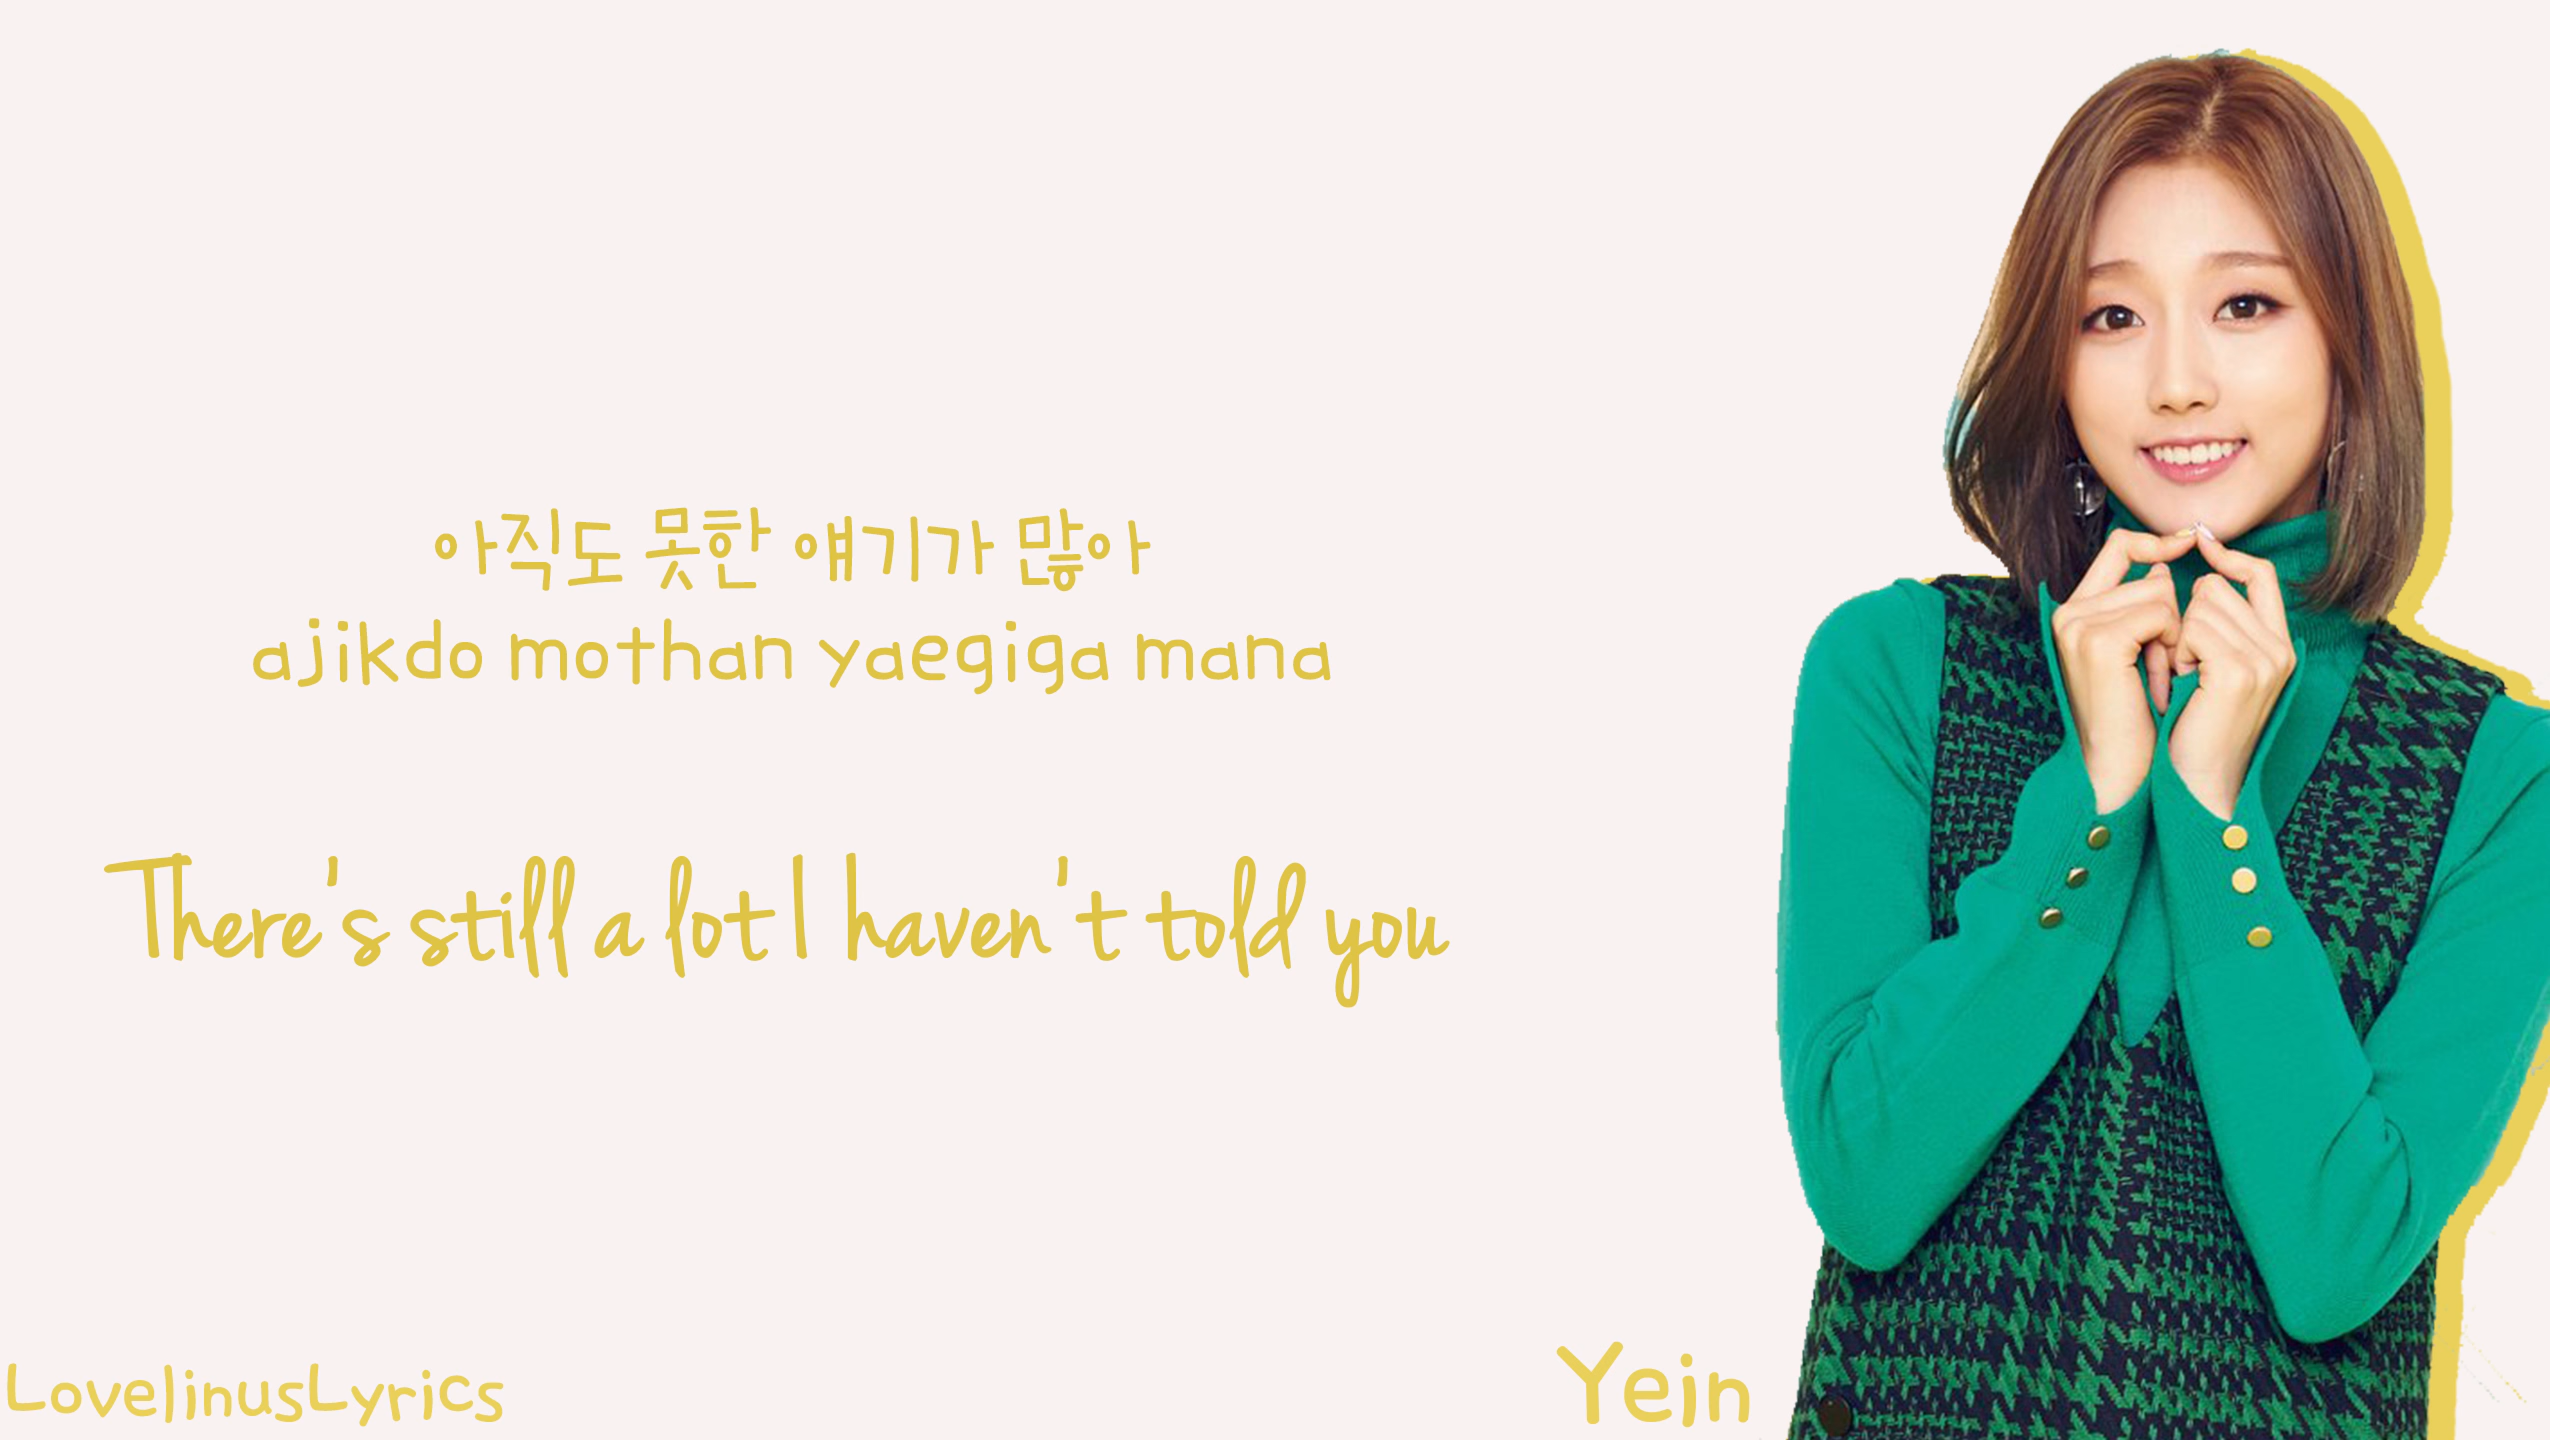 아직도 못한 얘기가 많아
ajikdo mothan yaegiga mana
There's still a lot I haven't told you
LovelinusLyrics
Yein